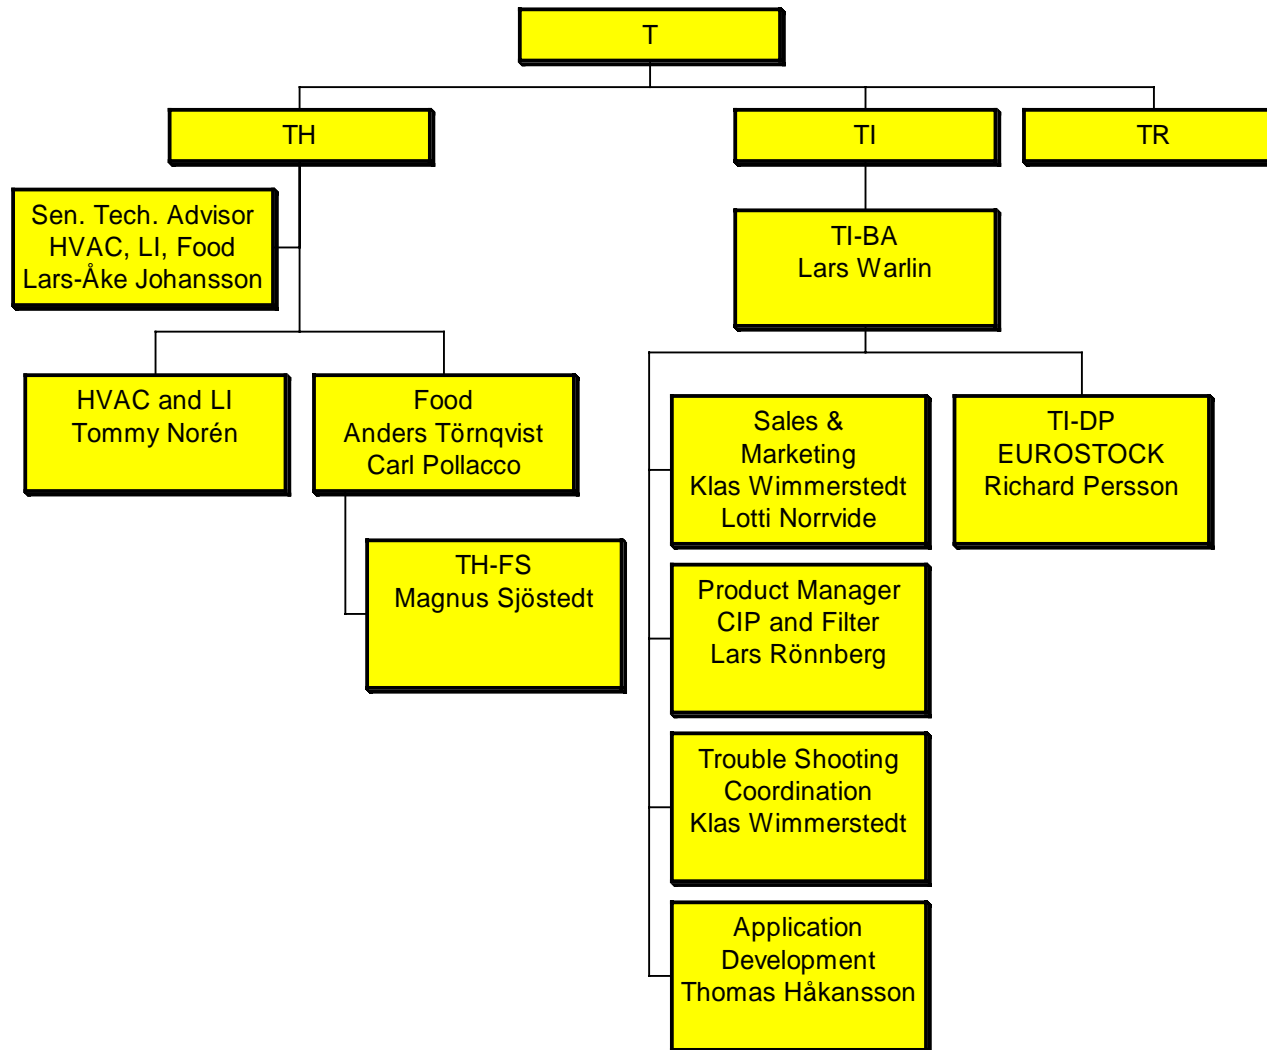 T
TH
TI
TR
Sen. Tech. Advisor
HVAC, LI, Food
Lars-Åke Johansson
TI-BA
Lars Warlin
HVAC and LI
Tommy Norén
Food
Anders Törnqvist
Carl Pollacco
TH-FS
Magnus Sjöstedt
Sales &
Marketing
Klas Wimmerstedt
Lotti Norrvide
TI-DP
EUROSTOCK
Richard Persson
Product Manager
CIP and Filter
Lars Rönnberg
Trouble Shooting
Coordination
Klas Wimmerstedt
Application
Development
Thomas Håkansson